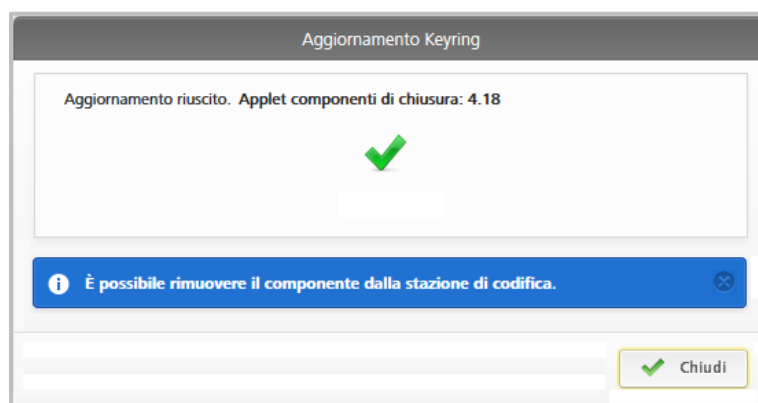 Aggiornamento Keyring
Aggiornamento riuscito. Applet componenti di chiusura: 4.18
È possibile rimuovere il componente dalla stazione di codifica.
Chiudi